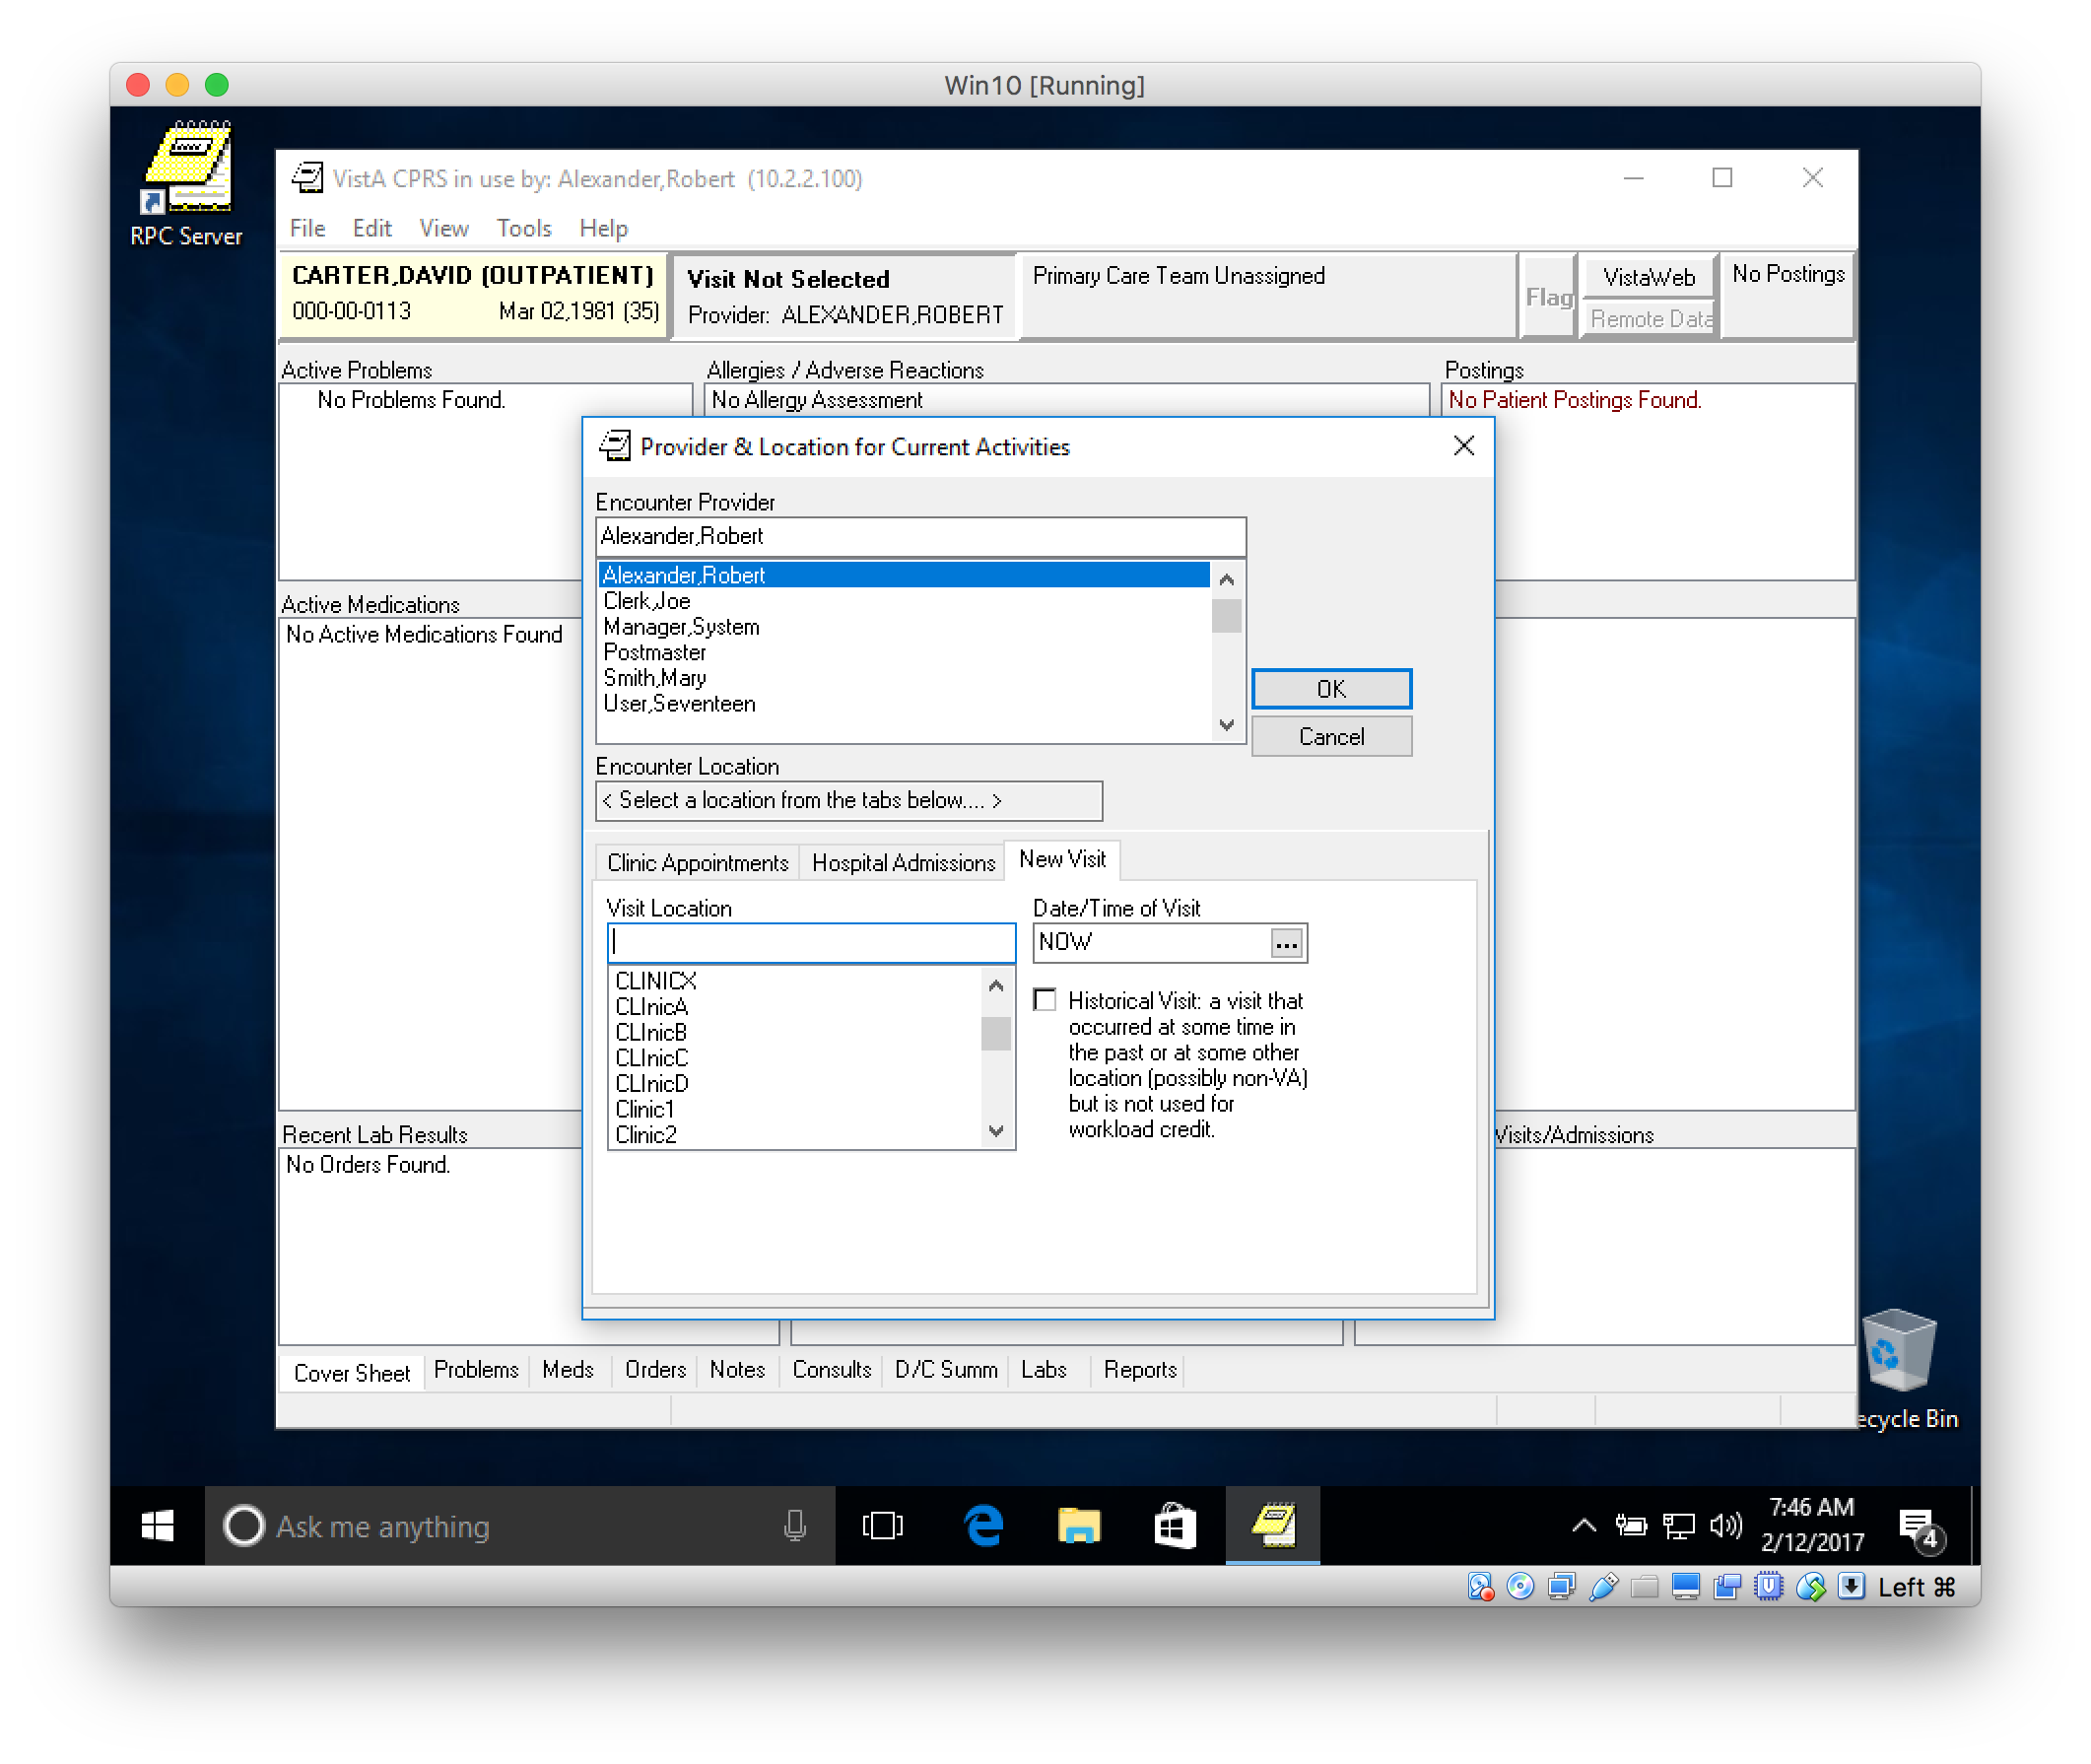 Win10 [Running]
RPC Server
VistA CPRS in use by: Alexander,Robert (10.2.2.100)
File Edit View Tools Help
CARTER,DAVID (OUTPATIENT)
000-00-0113 Mar 02,1981 (35)
Visit Not Selected
Provider: ALEXANDER,ROBERT
Primary Care Team Unassigned
Flag
VistaWeb
Remote Data
No Postings
Active Problems
No Problems Found.
Allergies / Adverse Reactions
No Allergy Assessment
Postings
No Patient Postings Found.
Provider & Location for Current Activities
Encounter Provider
Alexander,Robert
Alexander,Robert
Clerk,Joe
Manager,System
Postmaster
Smith,Mary
User,Seventeen
OK
Cancel
Encounter Location
< Select a location from the tabs below.... >
Clinic Appointments Hospital Admissions New Visit
Visit Location
CLINICX
CLInicA
CLInicB
CLInicC
CLInicD
Clinic1
Clinic2
Date/Time of Visit
NOW ...
Historical Visit: a visit that
occurred at some time in
the past or at some other
location (possibly non-VA)
but is not used for
workload credit.
Active Medications
No Active Medications Found
Recent Lab Results
No Orders Found.
Visits/Admissions
Cover Sheet Problems Meds Orders Notes Consults D/C Summ Labs Reports
ecycle Bin
Ask me anything
7:46 AM
2/12/2017
4
Left ⌘